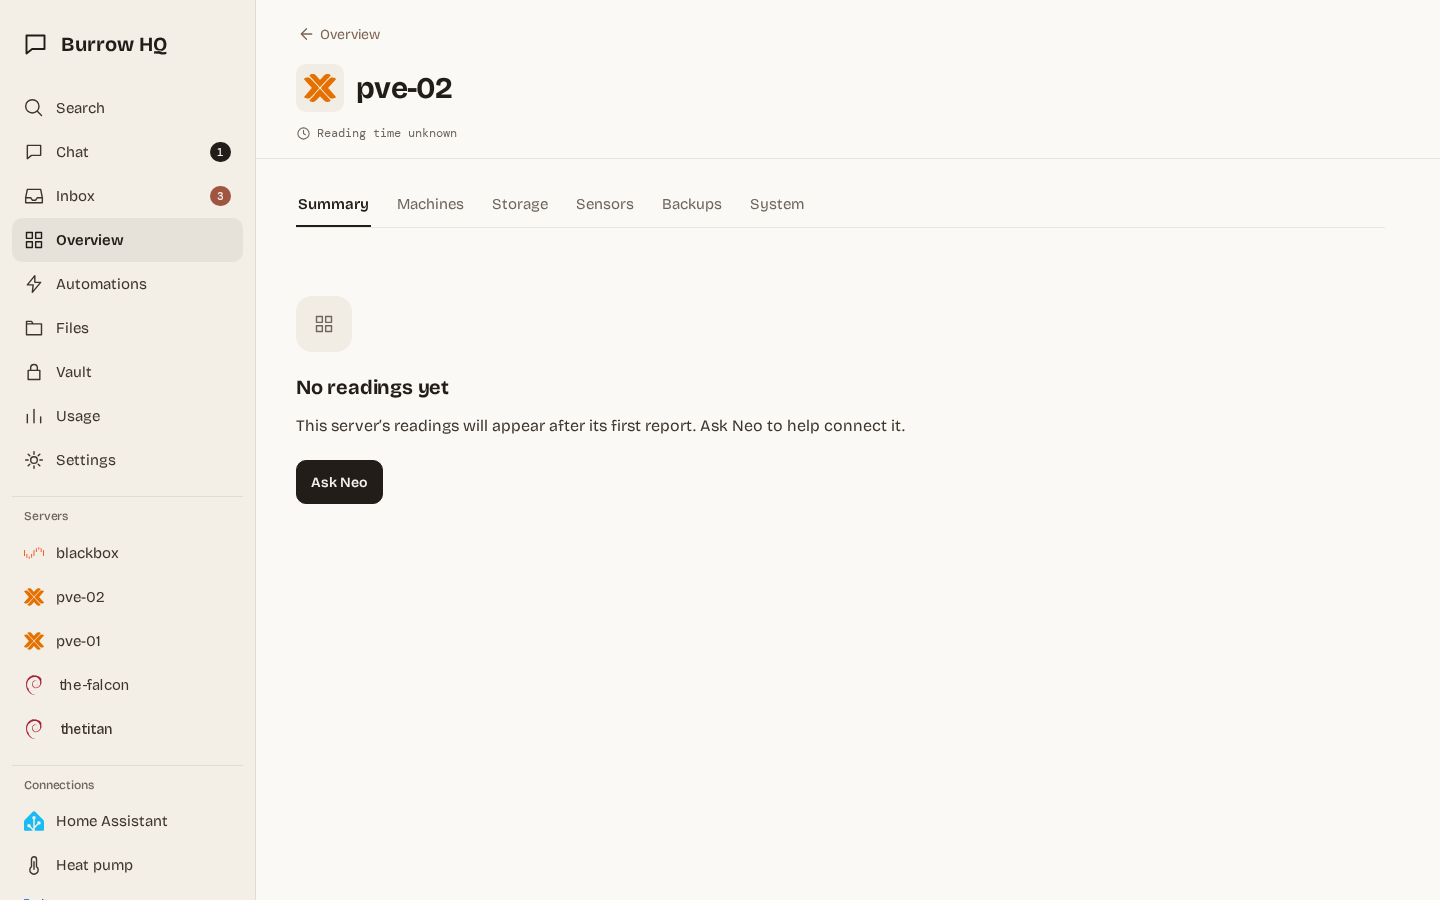 Burrow HQ
Search
Chat 1
Inbox 3
Overview
Automations
Files
Vault
Usage
Settings
Servers
blackbox
pve-02
pve-01
the-falcon
thetitan
Connections
Home Assistant
Heat pump
Overview
pve-02
Reading time unknown
Summary Machines Storage Sensors Backups System
No readings yet
This server's readings will appear after its first report. Ask Neo to help connect it.
Ask Neo